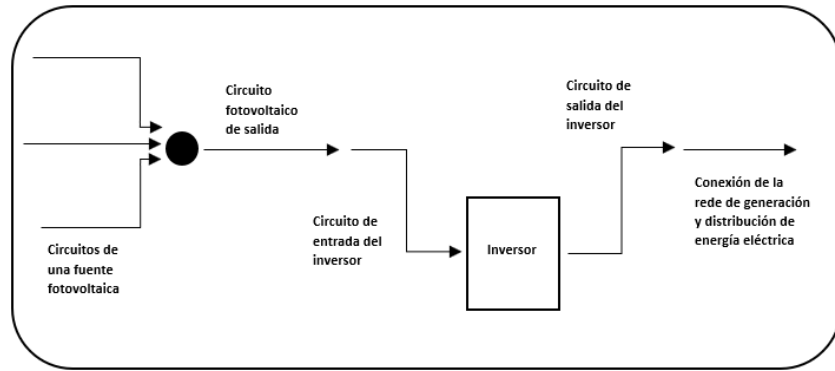 Circuitos de
una fuente
fotovoltaica
Circuito
fotovoltaico
de salida
Circuito de
entrada del
inversor
Inversor
Circuito de
salida del
inversor
Conexión de la
rede de generación
y distribución de
energía eléctrica